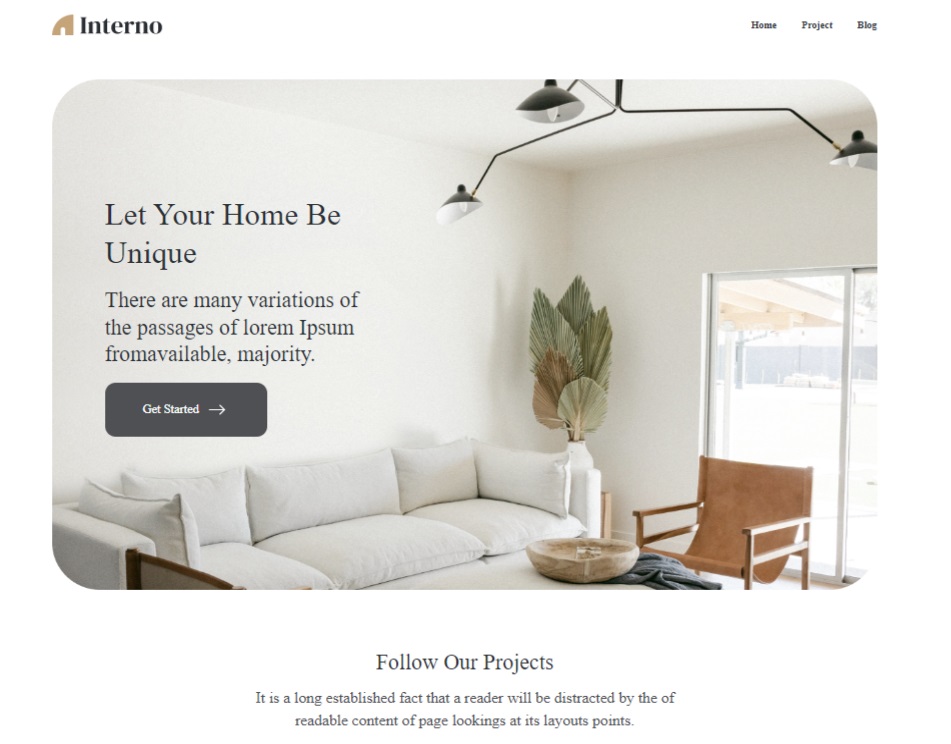 Interno
Home Project Blog
Let Your Home Be
Unique
There are many variations of
the passages of lorem Ipsum
fromavailable, majority.
Get Started
Follow Our Projects
It is a long established fact that a reader will be distracted by the of
readable content of page lookings at its layouts points.